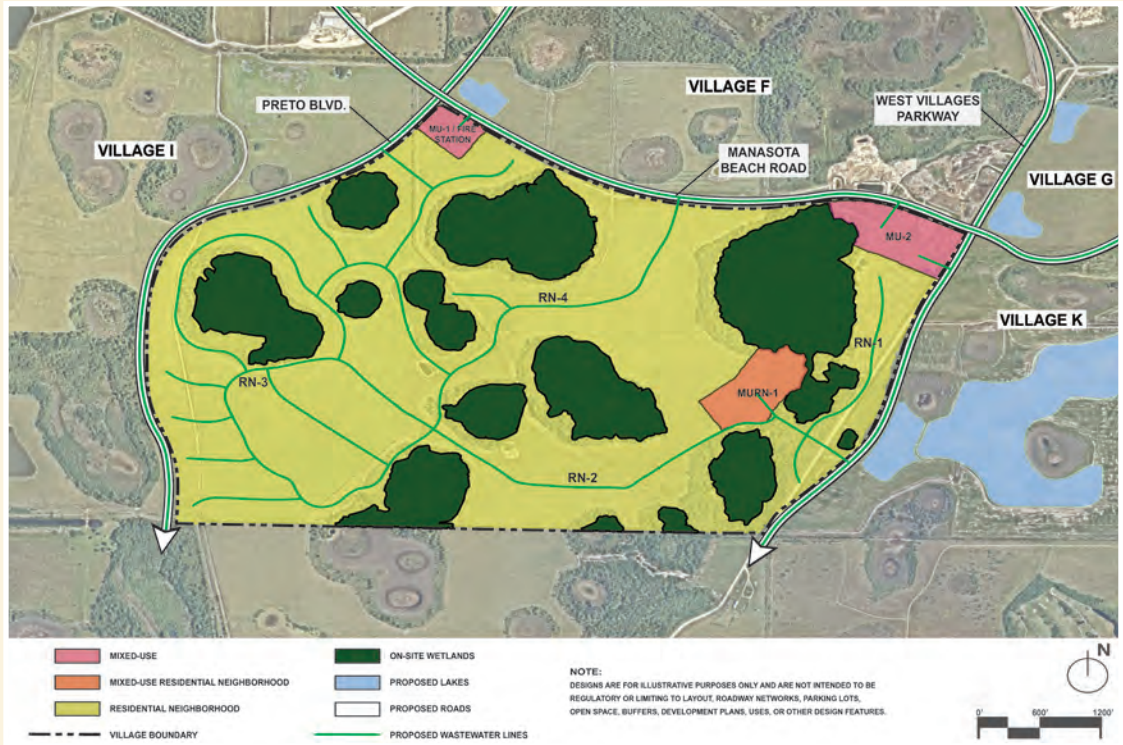 VILLAGE F
PRETO BLVD.
WEST VILLAGES
PARKWAY
MU-1 / FIRE
STATION
VILLAGE I
MANASOTA
BEACH ROAD
VILLAGE G
MU-2
RN-4
VILLAGE K
RN-1
RN-3
MURN-1
RN-2
MIXED-USE
MIXED-USE RESIDENTIAL NEIGHBORHOOD
RESIDENTIAL NEIGHBORHOOD
VILLAGE BOUNDARY
ON-SITE WETLANDS
PROPOSED LAKES
PROPOSED ROADS
PROPOSED WASTEWATER LINES
NOTE:
DESIGNS ARE FOR ILLUSTRATIVE PURPOSES ONLY AND ARE NOT INTENDED TO BE
REGULATORY OR LIMITING TO LAYOUT, ROADWAY NETWORKS, PARKING LOTS,
OPEN SPACE, BUFFERS, DEVELOPMENT PLANS, USES, OR OTHER DESIGN FEATURES.
N
0' 600' 1200'